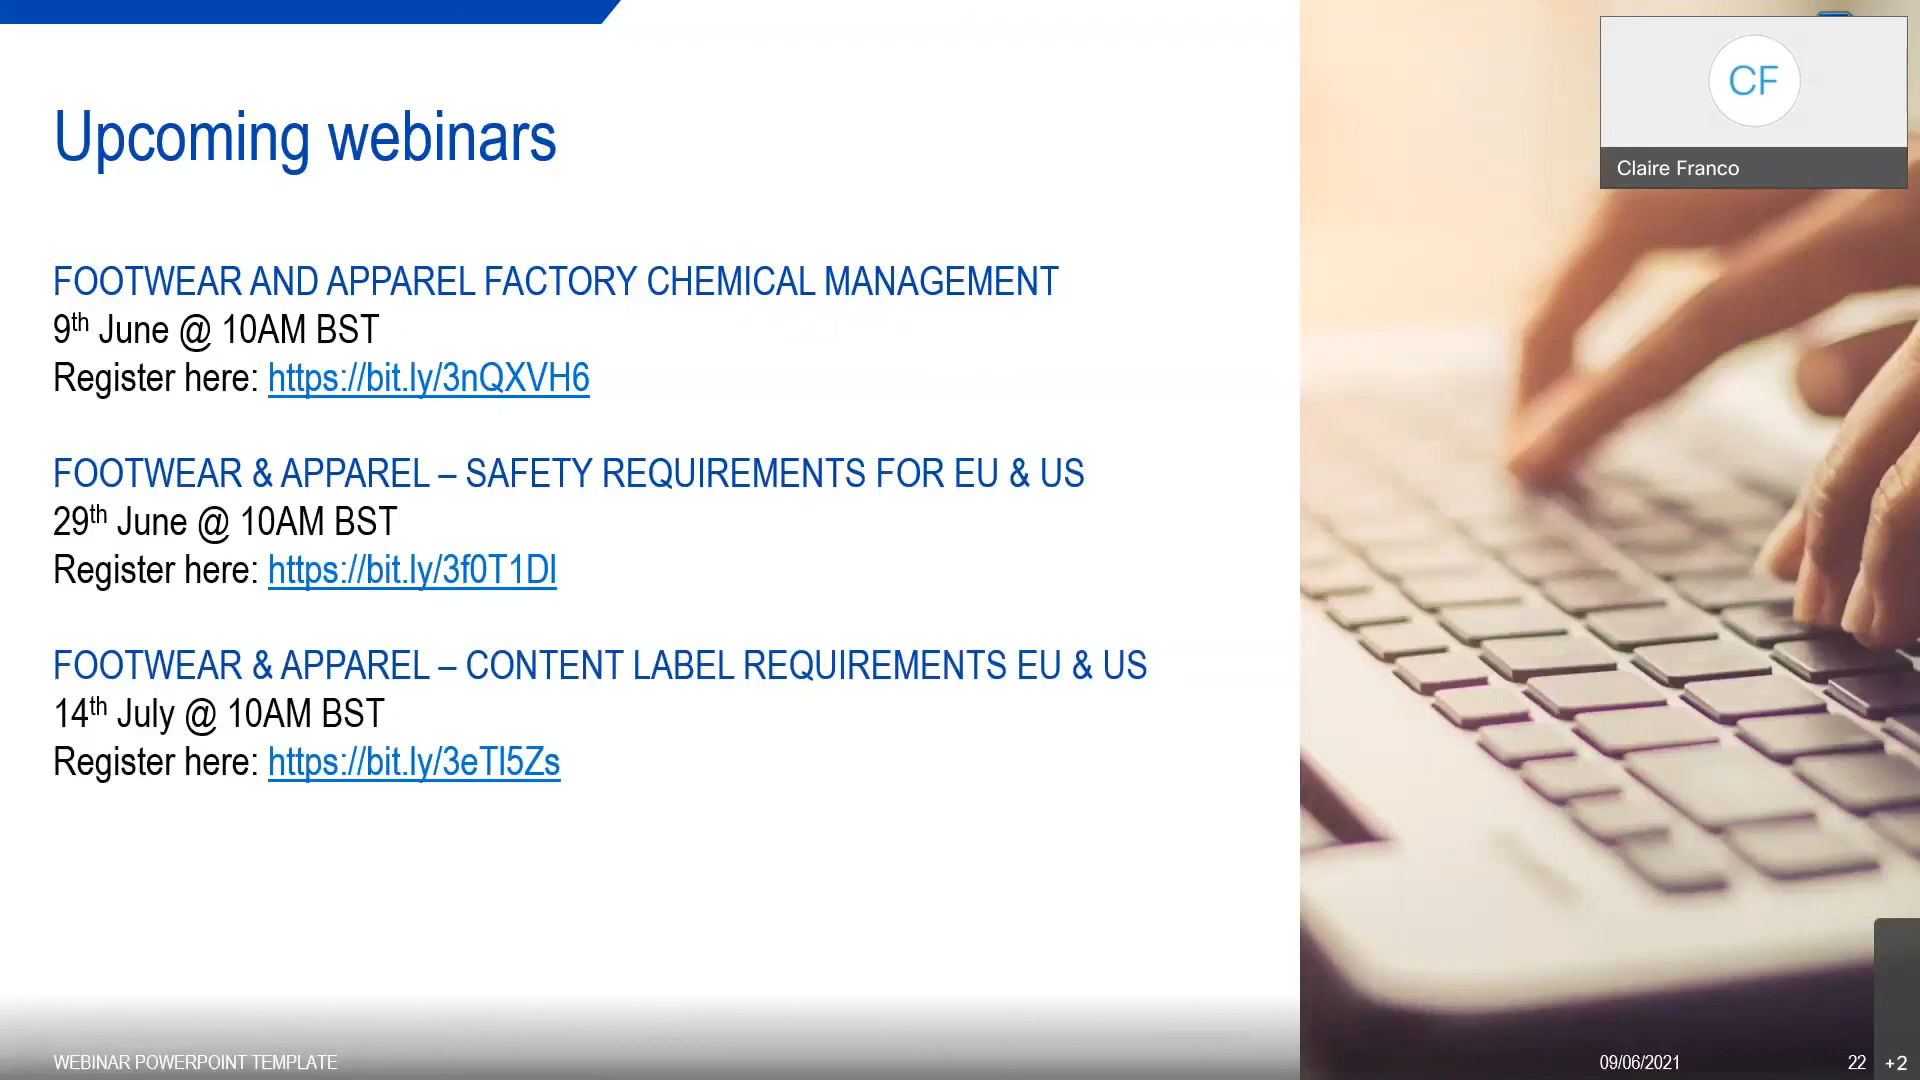 Upcoming webinars
CF
Claire Franco
FOOTWEAR AND APPAREL FACTORY CHEMICAL MANAGEMENT
9th June @ 10AM BST
Register here: https://bit.ly/3nQXVH6
FOOTWEAR & APPAREL – SAFETY REQUIREMENTS FOR EU & US
29th June @ 10AM BST
Register here: https://bit.ly/3f0T1Dl
FOOTWEAR & APPAREL – CONTENT LABEL REQUIREMENTS EU & US
14th July @ 10AM BST
Register here: https://bit.ly/3eTl5Zs
WEBINAR POWERPOINT TEMPLATE
09/06/2021
22
+2